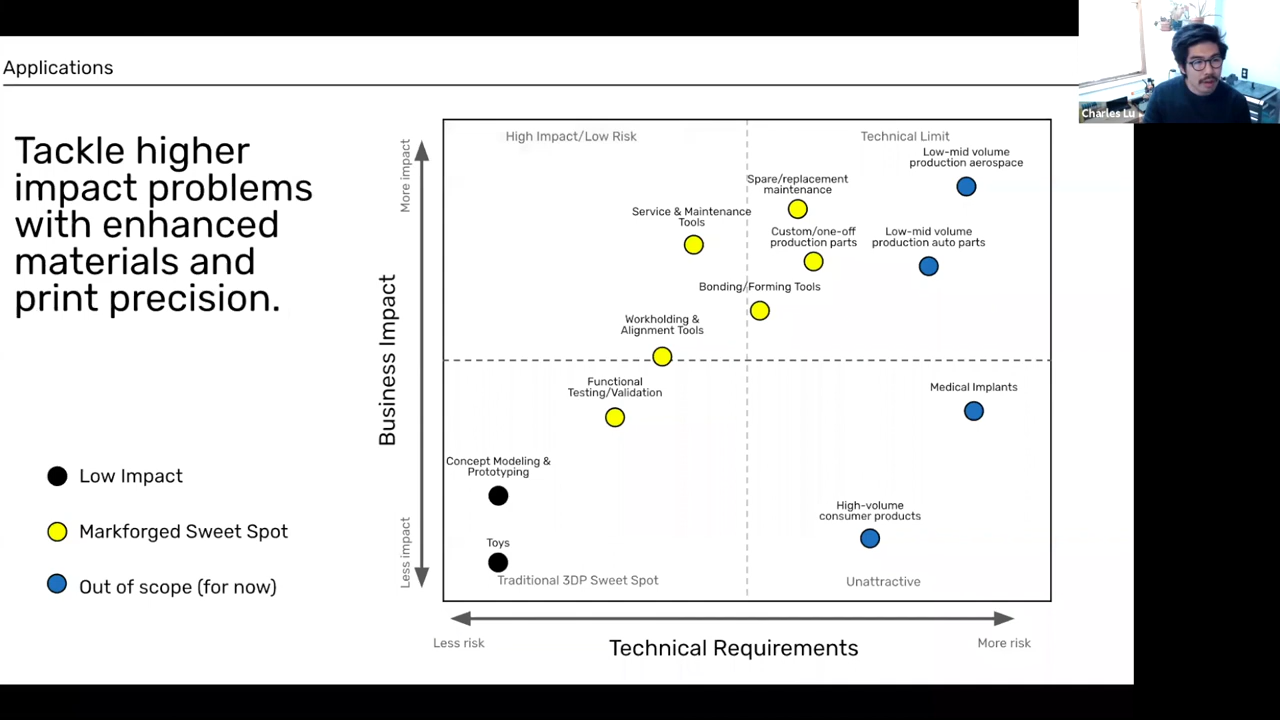 Applications
Charles Lu
Tackle higher
impact problems
with enhanced
materials and
print precision.
Low Impact
Markforged Sweet Spot
Out of scope (for now)
More impact
Business Impact
Less impact
High Impact/Low Risk
Technical Limit
Low-mid volume
production aerospace
Spare/replacement
maintenance
Service & Maintenance
Tools
Custom/one-off
production parts
Low-mid volume
production auto parts
Bonding/Forming Tools
Workholding &
Alignment Tools
Functional
Testing/Validation
Medical Implants
Concept Modeling &
Prototyping
High-volume
consumer products
Toys
Traditional 3DP Sweet Spot
Unattractive
Less risk
Technical Requirements
More risk